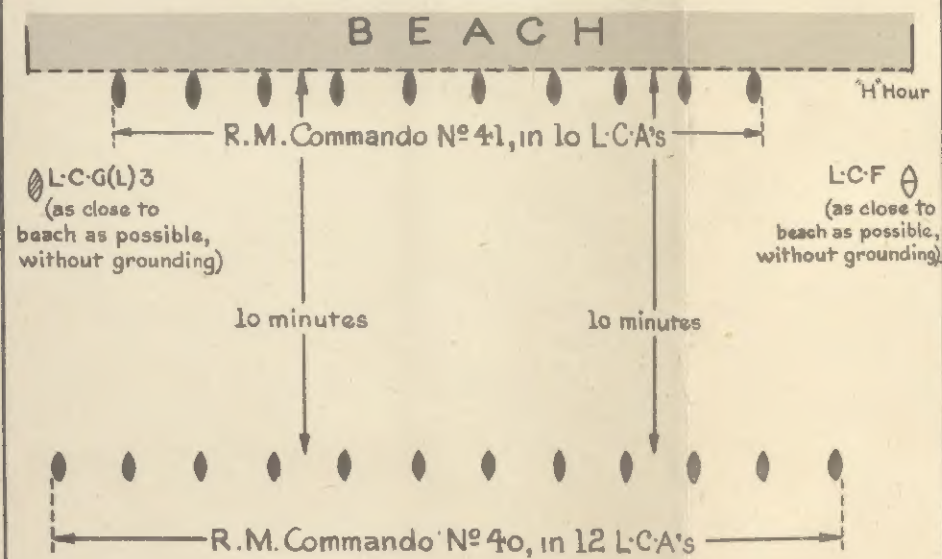 BEACH
"H" Hour
R.M. Commando Nº 41, in 10 L·C·A's
L·C·G(L)3
(as close to
beach as possible,
without grounding)
L·C·F
(as close to
beach as possible,
without grounding)
10 minutes
10 minutes
R.M. Commando Nº 40, in 12 L·C·A's